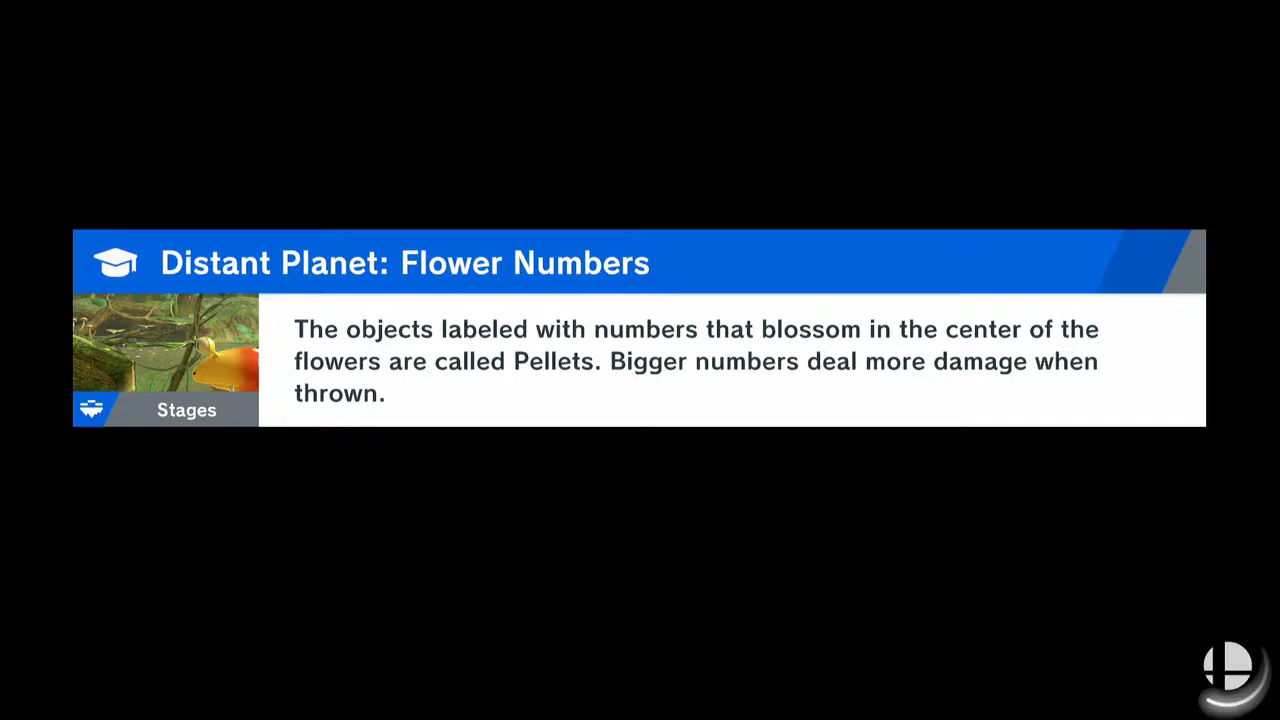 Distant Planet: Flower Numbers
The objects labeled with numbers that blossom in the center of the
flowers are called Pellets. Bigger numbers deal more damage when
thrown.
Stages